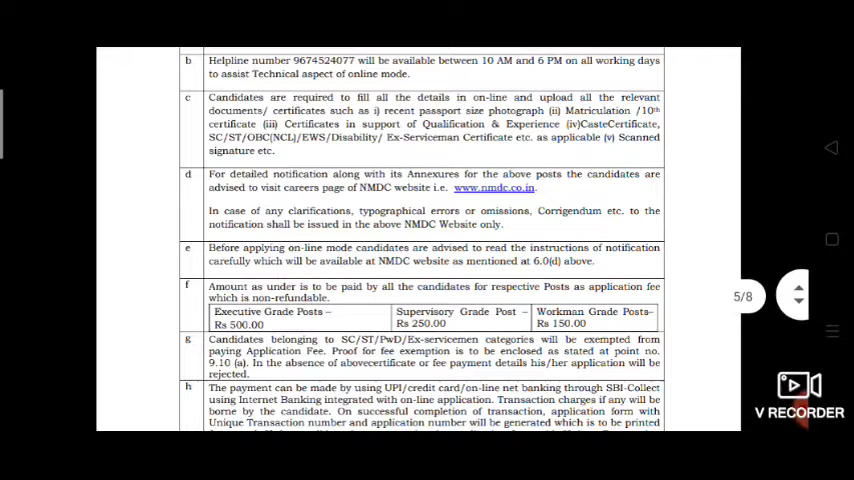 b Helpline number 9674524077 will be available between 10 AM and 6 PM on all working days
to assist Technical aspect of online mode.
c Candidates are required to fill all the details in on-line and upload all the relevant
documents/ certificates such as i) recent passport size photograph (ii) Matriculation /10th
certificate (iii) Certificates in support of Qualification & Experience (iv)CasteCertificate,
SC/ST/OBC(NCL)/EWS/Disability/ Ex-Serviceman Certificate etc. as applicable (v) Scanned
signature etc.
d For detailed notification along with its Annexures for the above posts the candidates are
advised to visit careers page of NMDC website i.e. www.nmdc.co.in.
In case of any clarifications, typographical errors or omissions, Corrigendum etc. to the
notification shall be issued in the above NMDC Website only.
e Before applying on-line mode candidates are advised to read the instructions of notification
carefully which will be available at NMDC website as mentioned at 6.0(d) above.
f Amount as under is to be paid by all the candidates for respective Posts as application fee
which is non-refundable.
Executive Grade Posts – Supervisory Grade Post – Workman Grade Posts–
Rs 500.00 Rs 250.00 Rs 150.00
5/8
g Candidates belonging to SC/ST/PwD/Ex-servicemen categories will be exempted from
paying Application Fee. Proof for fee exemption is to be enclosed as stated at point no.
9.10 (a). In the absence of abovecertificate or fee payment details his/her application will be
rejected.
h The payment can be made by using UPI/credit card/on-line net banking through SBI-Collect
using Internet Banking integrated with on-line application. Transaction charges if any will be
borne by the candidate. On successful completion of transaction, application form with
Unique Transaction number and application number will be generated which is to be printed
V RECORDER